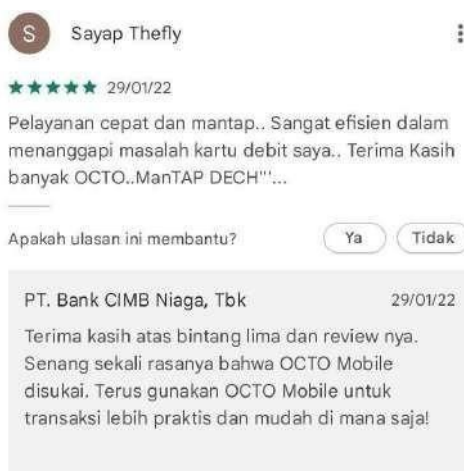 S
Sayap Thefly
29/01/22
Pelayanan cepat dan mantap.. Sangat efisien dalam
menanggapi masalah kartu debit saya.. Terima Kasih
banyak OCTO..ManTAP DECH"'...
Apakah ulasan ini membantu?
Ya
Tidak
PT. Bank CIMB Niaga, Tbk
29/01/22
Terima kasih atas bintang lima dan review nya.
Senang sekali rasanya bahwa OCTO Mobile
disukai. Terus gunakan OCTO Mobile untuk
transaksi lebih praktis dan mudah di mana saja!